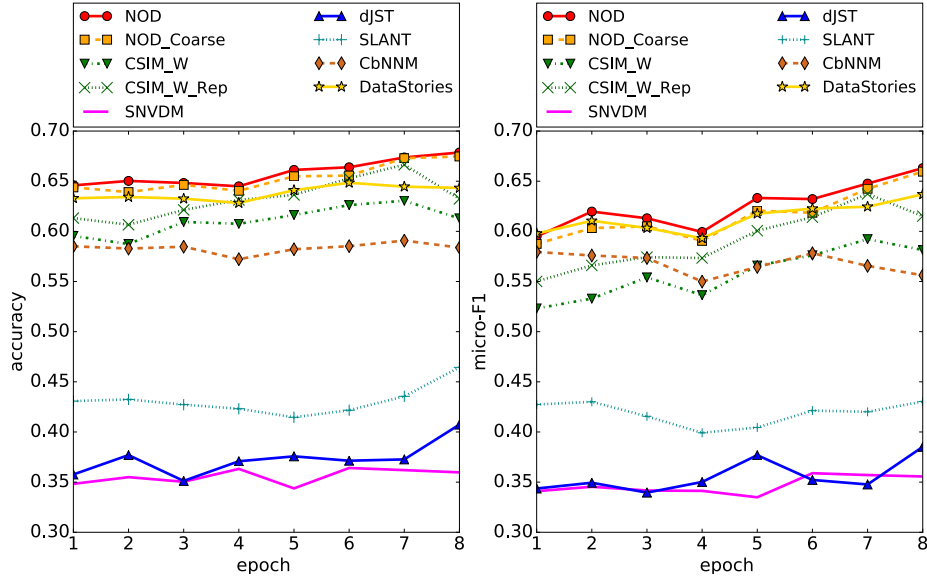 NOD
NOD_Coarse
CSIM_W
CSIM_W_Rep
SNVDM
dJST
SLANT
CbNNM
DataStories
0.70
0.65
0.60
0.55
0.50
0.45
0.40
0.35
0.30
accuracy
1 2 3 4 5 6 7 8
epoch
NOD
NOD_Coarse
CSIM_W
CSIM_W_Rep
SNVDM
dJST
SLANT
CbNNM
DataStories
0.70
0.65
0.60
0.55
0.50
0.45
0.40
0.35
0.30
micro-F1
1 2 3 4 5 6 7 8
epoch